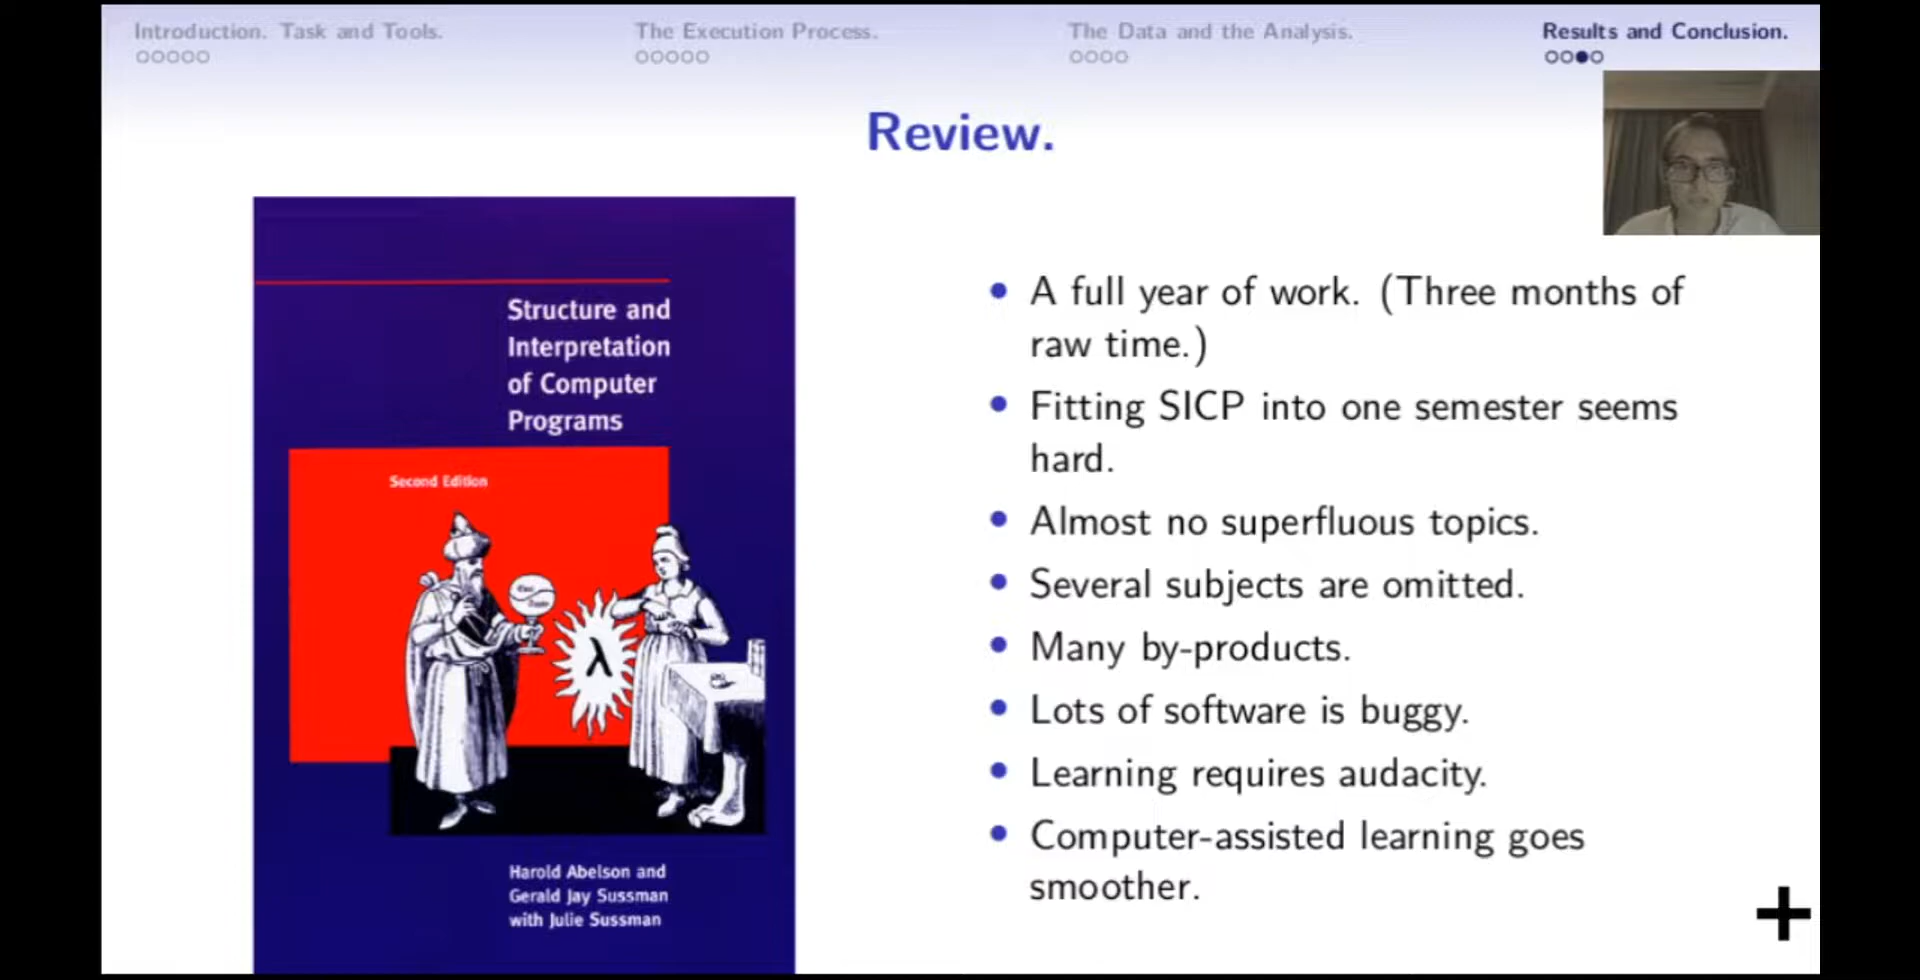 Introduction. Task and Tools.
The Execution Process.
The Data and the Analysis.
Results and Conclusion.
Review.
Structure and
Interpretation
of Computer
Programs
Second Edition
λ
Harold Abelson and
Gerald Jay Sussman
with Julie Sussman
• A full year of work. (Three months of
raw time.)
• Fitting SICP into one semester seems
hard.
• Almost no superfluous topics.
• Several subjects are omitted.
• Many by-products.
• Lots of software is buggy.
• Learning requires audacity.
• Computer-assisted learning goes
smoother.
+